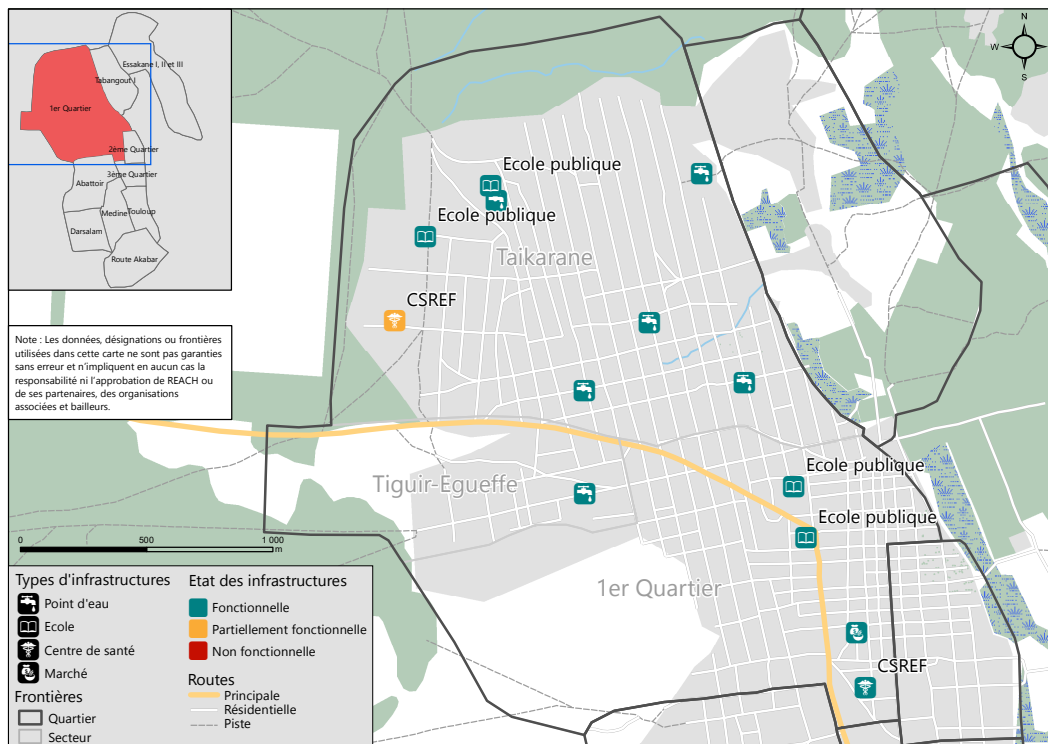 Essakane I, II et III
Tabangout I
1er Quartier
2ème Quartier
3ème Quartier
Abattoir
Medine
Touloup
Darsalam
Route Akabar
N
W
S
Note : Les données, désignations ou frontières
utilisées dans cette carte ne sont pas garanties
sans erreur et n'impliquent en aucun cas la
responsabilité ni l'approbation de REACH ou
de ses partenaires, des organisations
associées et bailleurs.
Ecole publique
Ecole publique
Taikarane
CSREF
Tiguir-Egueffe
Ecole publique
Ecole publique
1er Quartier
CSREF
0 500 1 000
m
Types d'infrastructures
Point d'eau
Ecole
Centre de santé
Marché
Frontières
Quartier
Secteur
Etat des infrastructures
Fonctionnelle
Partiellement fonctionnelle
Non fonctionnelle
Routes
Principale
Résidentielle
Piste